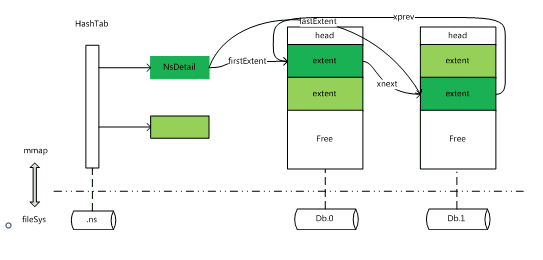 HashTab
lastExtent
xprev
head
head
NsDetail
firstExtent
extent
extent
xnext
extent
extent
Free
Free
mmap
fileSys
.ns
Db.0
Db.1